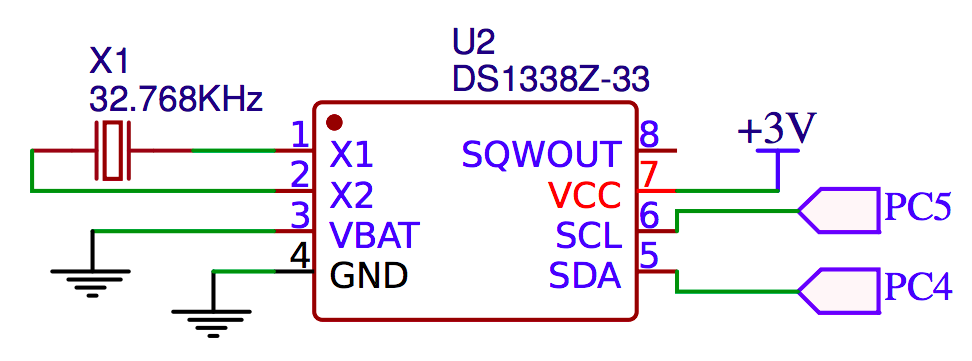 X1
32.768KHz
U2
DS1338Z-33
1
X1
2
X2
3
VBAT
4
GND
SQWOUT
8
VCC
7
SCL
6
SDA
5
+3V
PC5
PC4